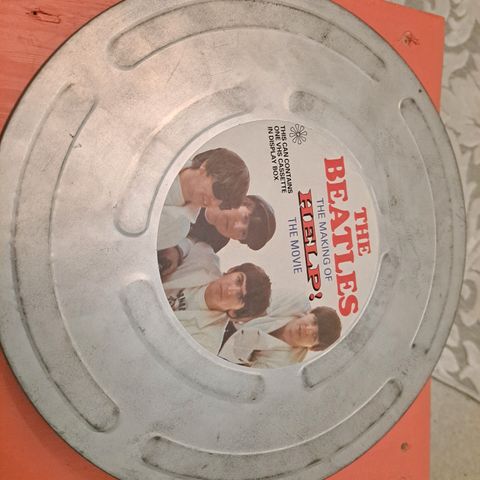 THE
BEATLES
THE MAKING OF
HELP!
THE MOVIE
THIS CAN CONTAINS
ONE VHS CASSETTE
IN DISPLAY BOX.